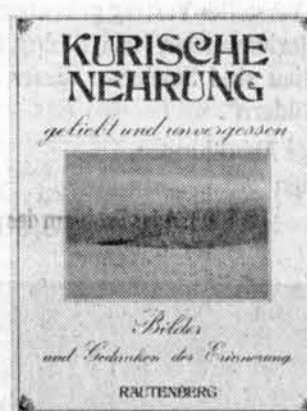 KURISCHE
NEHRUNG
geliebt und unvergessen
Bilder
und Gedanken der Erinnerung
RAUTENBERG